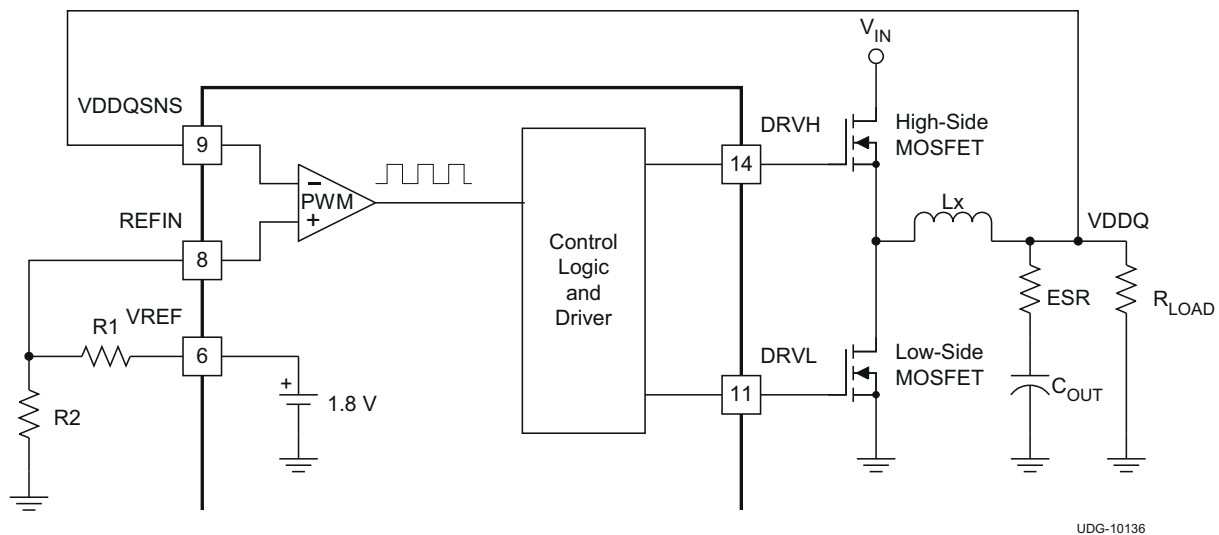 V_IN
VDDQSNS
9
DRVH
14
High-Side
MOSFET
−
PWM
+
REFIN
8
Lx
VDDQ
Control
Logic
and
Driver
ESR
R_LOAD
VREF
R1
6
DRVL
Low-Side
MOSFET
11
+
1.8 V
C_OUT
R2
UDG-10136